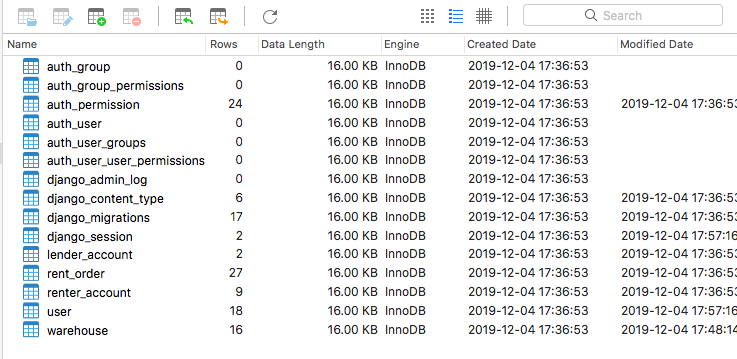 Search
Name Rows Data Length Engine Created Date Modified Date
auth_group 0 16.00 KB InnoDB 2019-12-04 17:36:53
auth_group_permissions 0 16.00 KB InnoDB 2019-12-04 17:36:53
auth_permission 24 16.00 KB InnoDB 2019-12-04 17:36:53 2019-12-04 17:36:53
auth_user 0 16.00 KB InnoDB 2019-12-04 17:36:53
auth_user_groups 0 16.00 KB InnoDB 2019-12-04 17:36:53
auth_user_user_permissions 0 16.00 KB InnoDB 2019-12-04 17:36:53
django_admin_log 0 16.00 KB InnoDB 2019-12-04 17:36:53
django_content_type 6 16.00 KB InnoDB 2019-12-04 17:36:53 2019-12-04 17:36:53
django_migrations 17 16.00 KB InnoDB 2019-12-04 17:36:53 2019-12-04 17:36:53
django_session 2 16.00 KB InnoDB 2019-12-04 17:36:53 2019-12-04 17:57:16
lender_account 2 16.00 KB InnoDB 2019-12-04 17:36:53 2019-12-04 17:36:53
rent_order 27 16.00 KB InnoDB 2019-12-04 17:36:53 2019-12-04 17:36:53
renter_account 9 16.00 KB InnoDB 2019-12-04 17:36:53 2019-12-04 17:36:53
user 18 16.00 KB InnoDB 2019-12-04 17:36:53 2019-12-04 17:57:16
warehouse 16 16.00 KB InnoDB 2019-12-04 17:36:53 2019-12-04 17:48:14